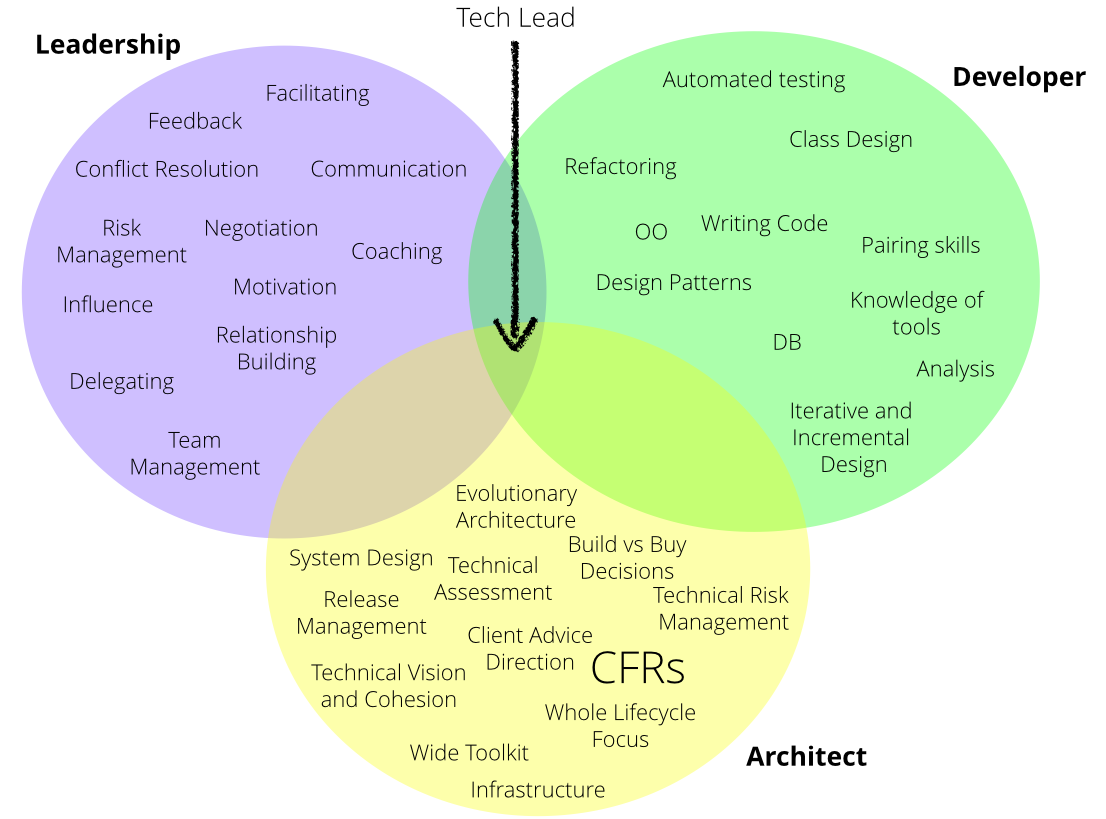 Tech Lead
Leadership
Facilitating
Feedback
Conflict Resolution
Communication
Risk
Management
Negotiation
Coaching
Motivation
Influence
Relationship
Building
Delegating
Team
Management
Developer
Automated testing
Class Design
Refactoring
OO
Writing Code
Pairing skills
Design Patterns
Knowledge of
tools
DB
Analysis
Iterative and
Incremental
Design
Evolutionary
Architecture
System Design
Technical
Assessment
Build vs Buy
Decisions
Release
Management
Technical Risk
Management
Client Advice
Direction
CFRs
Technical Vision
and Cohesion
Whole Lifecycle
Focus
Wide Toolkit
Infrastructure
Architect